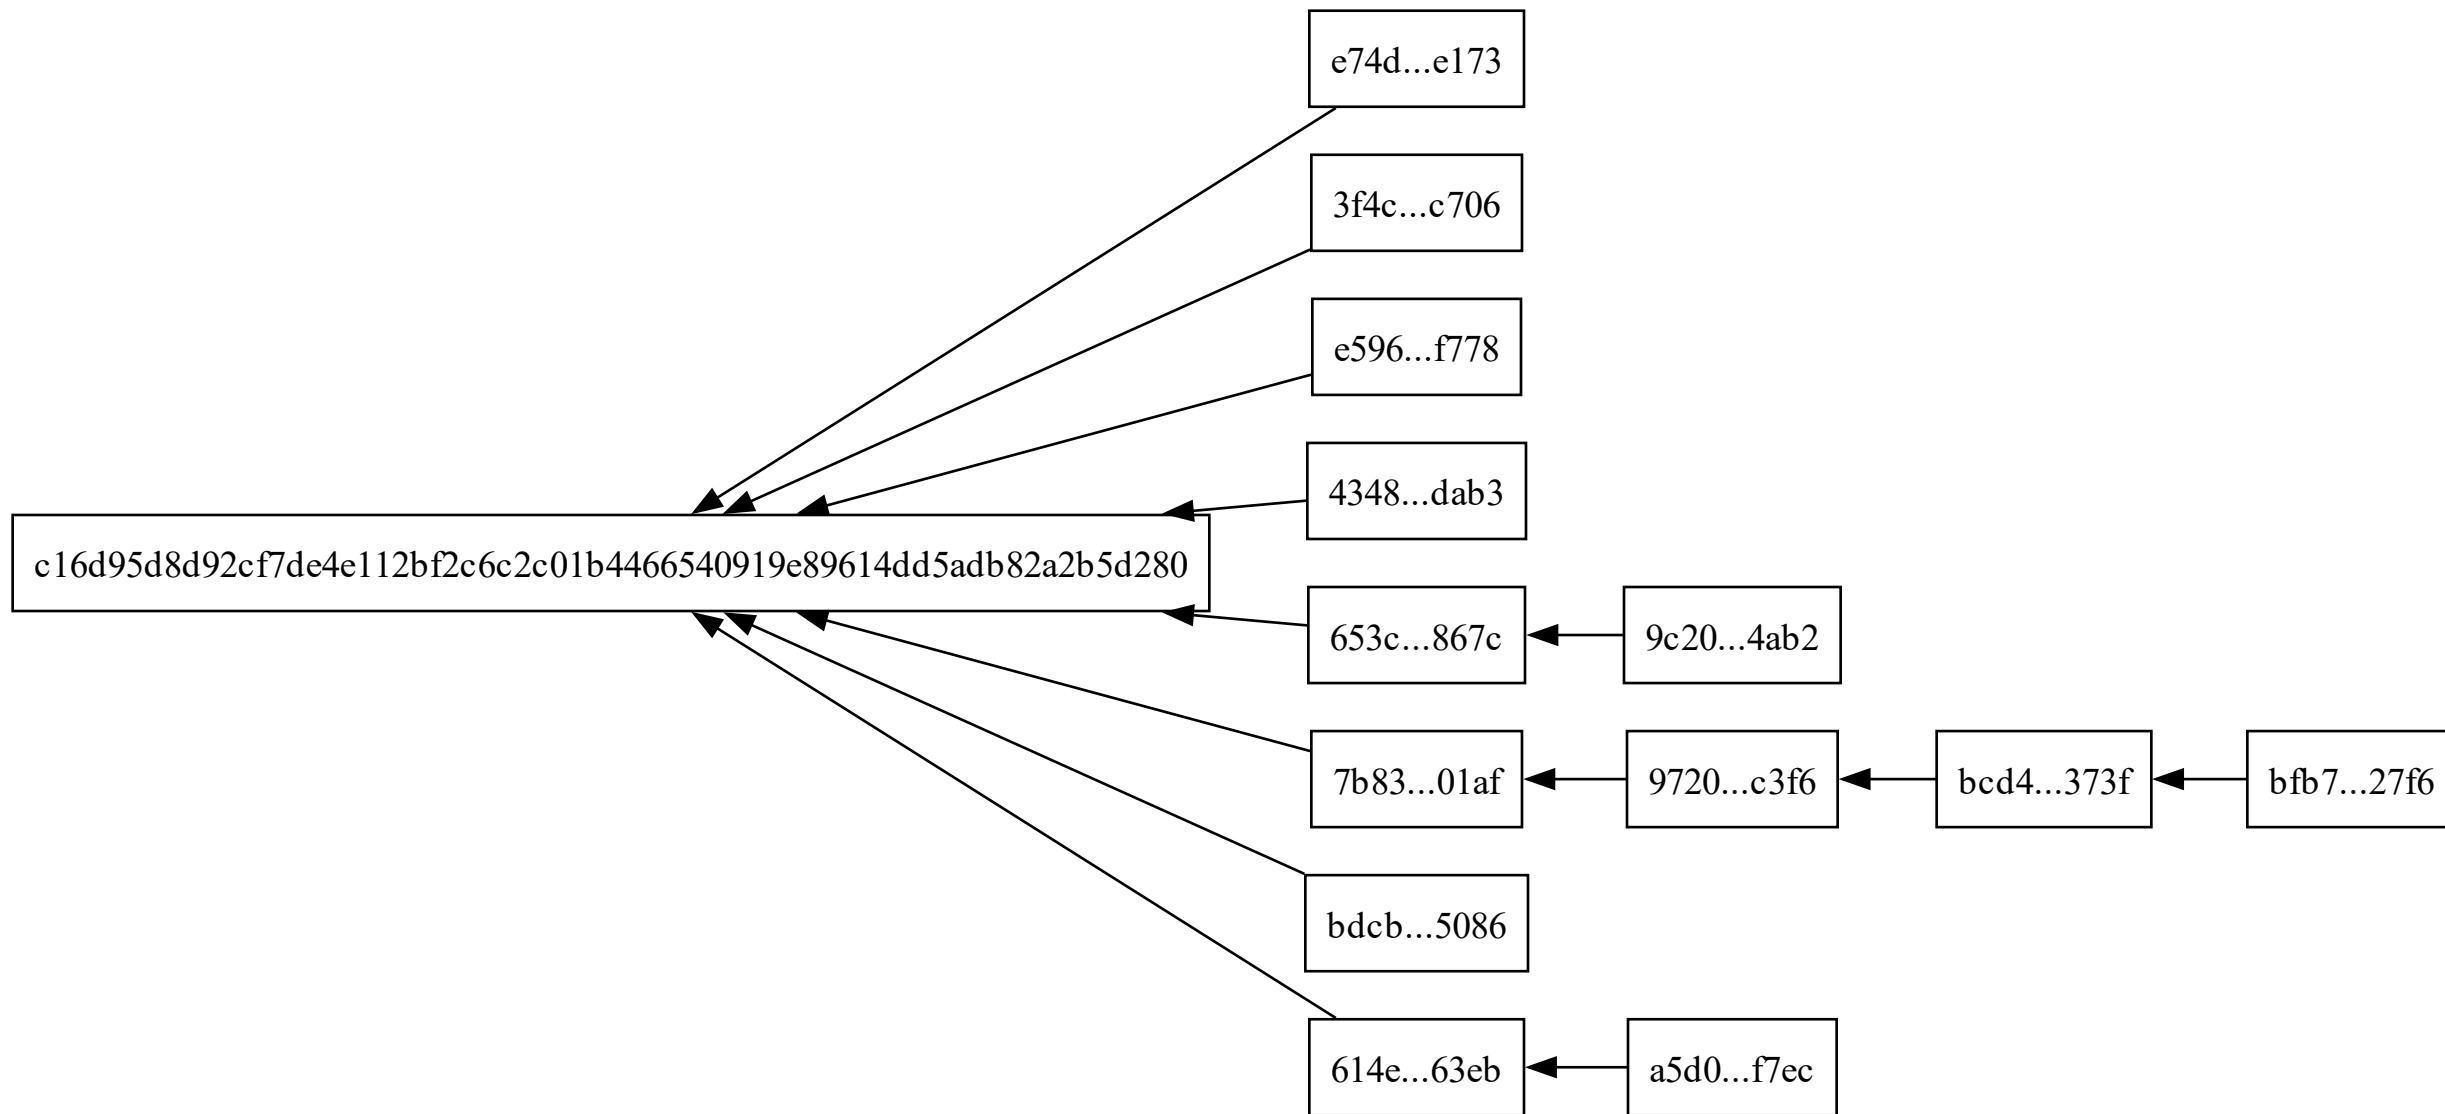 e74d...e173
3f4c...c706
e596...f778
4348...dab3
c16d95d8d92cf7de4e112bf2c6c2c01b4466540919e89614dd5adb82a2b5d280
653c...867c
9c20...4ab2
7b83...01af
9720...c3f6
bcd4...373f
bfb7...27f6
bdcb...5086
614e...63eb
a5d0...f7ec